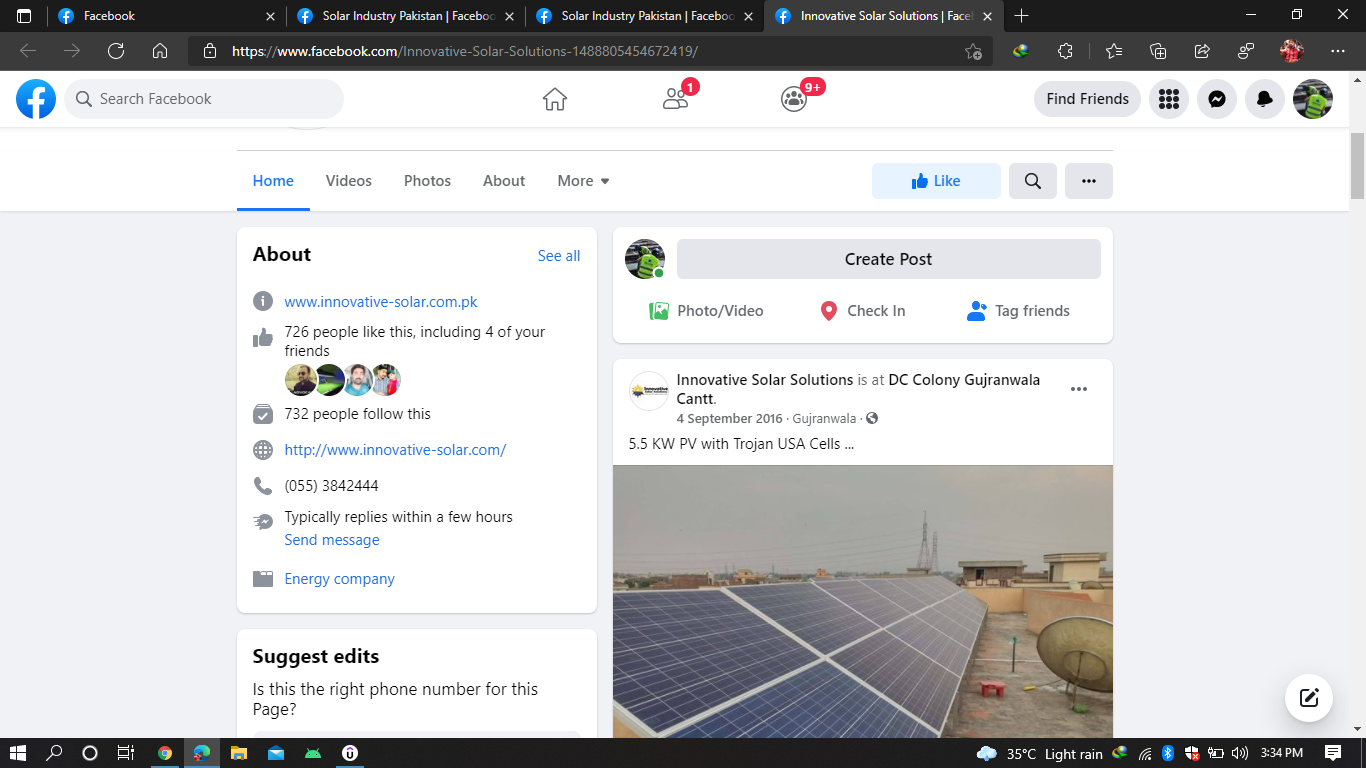 Facebook
Solar Industry Pakistan | Faceboo
Solar Industry Pakistan | Faceboo
Innovative Solar Solutions | Face
https://www.facebook.com/Innovative-Solar-Solutions-1488805454672419/
Search Facebook
1
9+
Find Friends
Home
Videos
Photos
About
More
Like
About
See all
www.innovative-solar.com.pk
726 people like this, including 4 of your
friends
732 people follow this
http://www.innovative-solar.com/
(055) 3842444
Typically replies within a few hours
Send message
Energy company
Suggest edits
Is this the right phone number for this
Page?
Create Post
Photo/Video
Check In
Tag friends
Innovative Solar Solutions is at DC Colony Gujranwala
Cantt.
4 September 2016 · Gujranwala ·
5.5 KW PV with Trojan USA Cells ...
35°C Light rain
3:34 PM